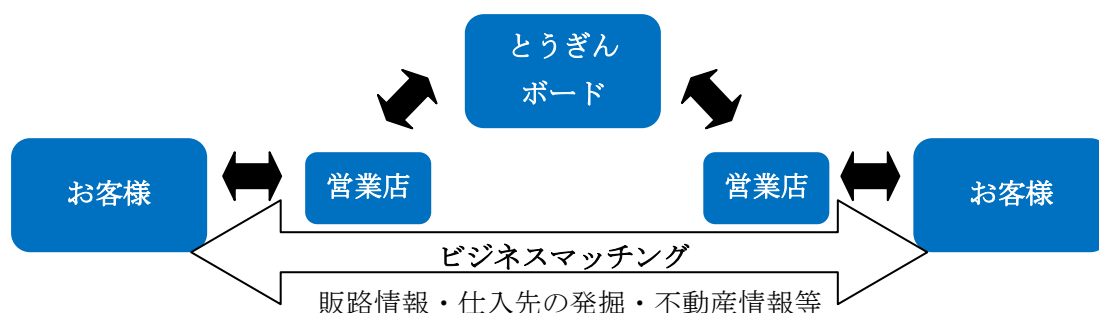 とうぎん
ボード
お客様
営業店
営業店
お客様
ビジネスマッチング
販路情報・仕入先の発掘・不動産情報等